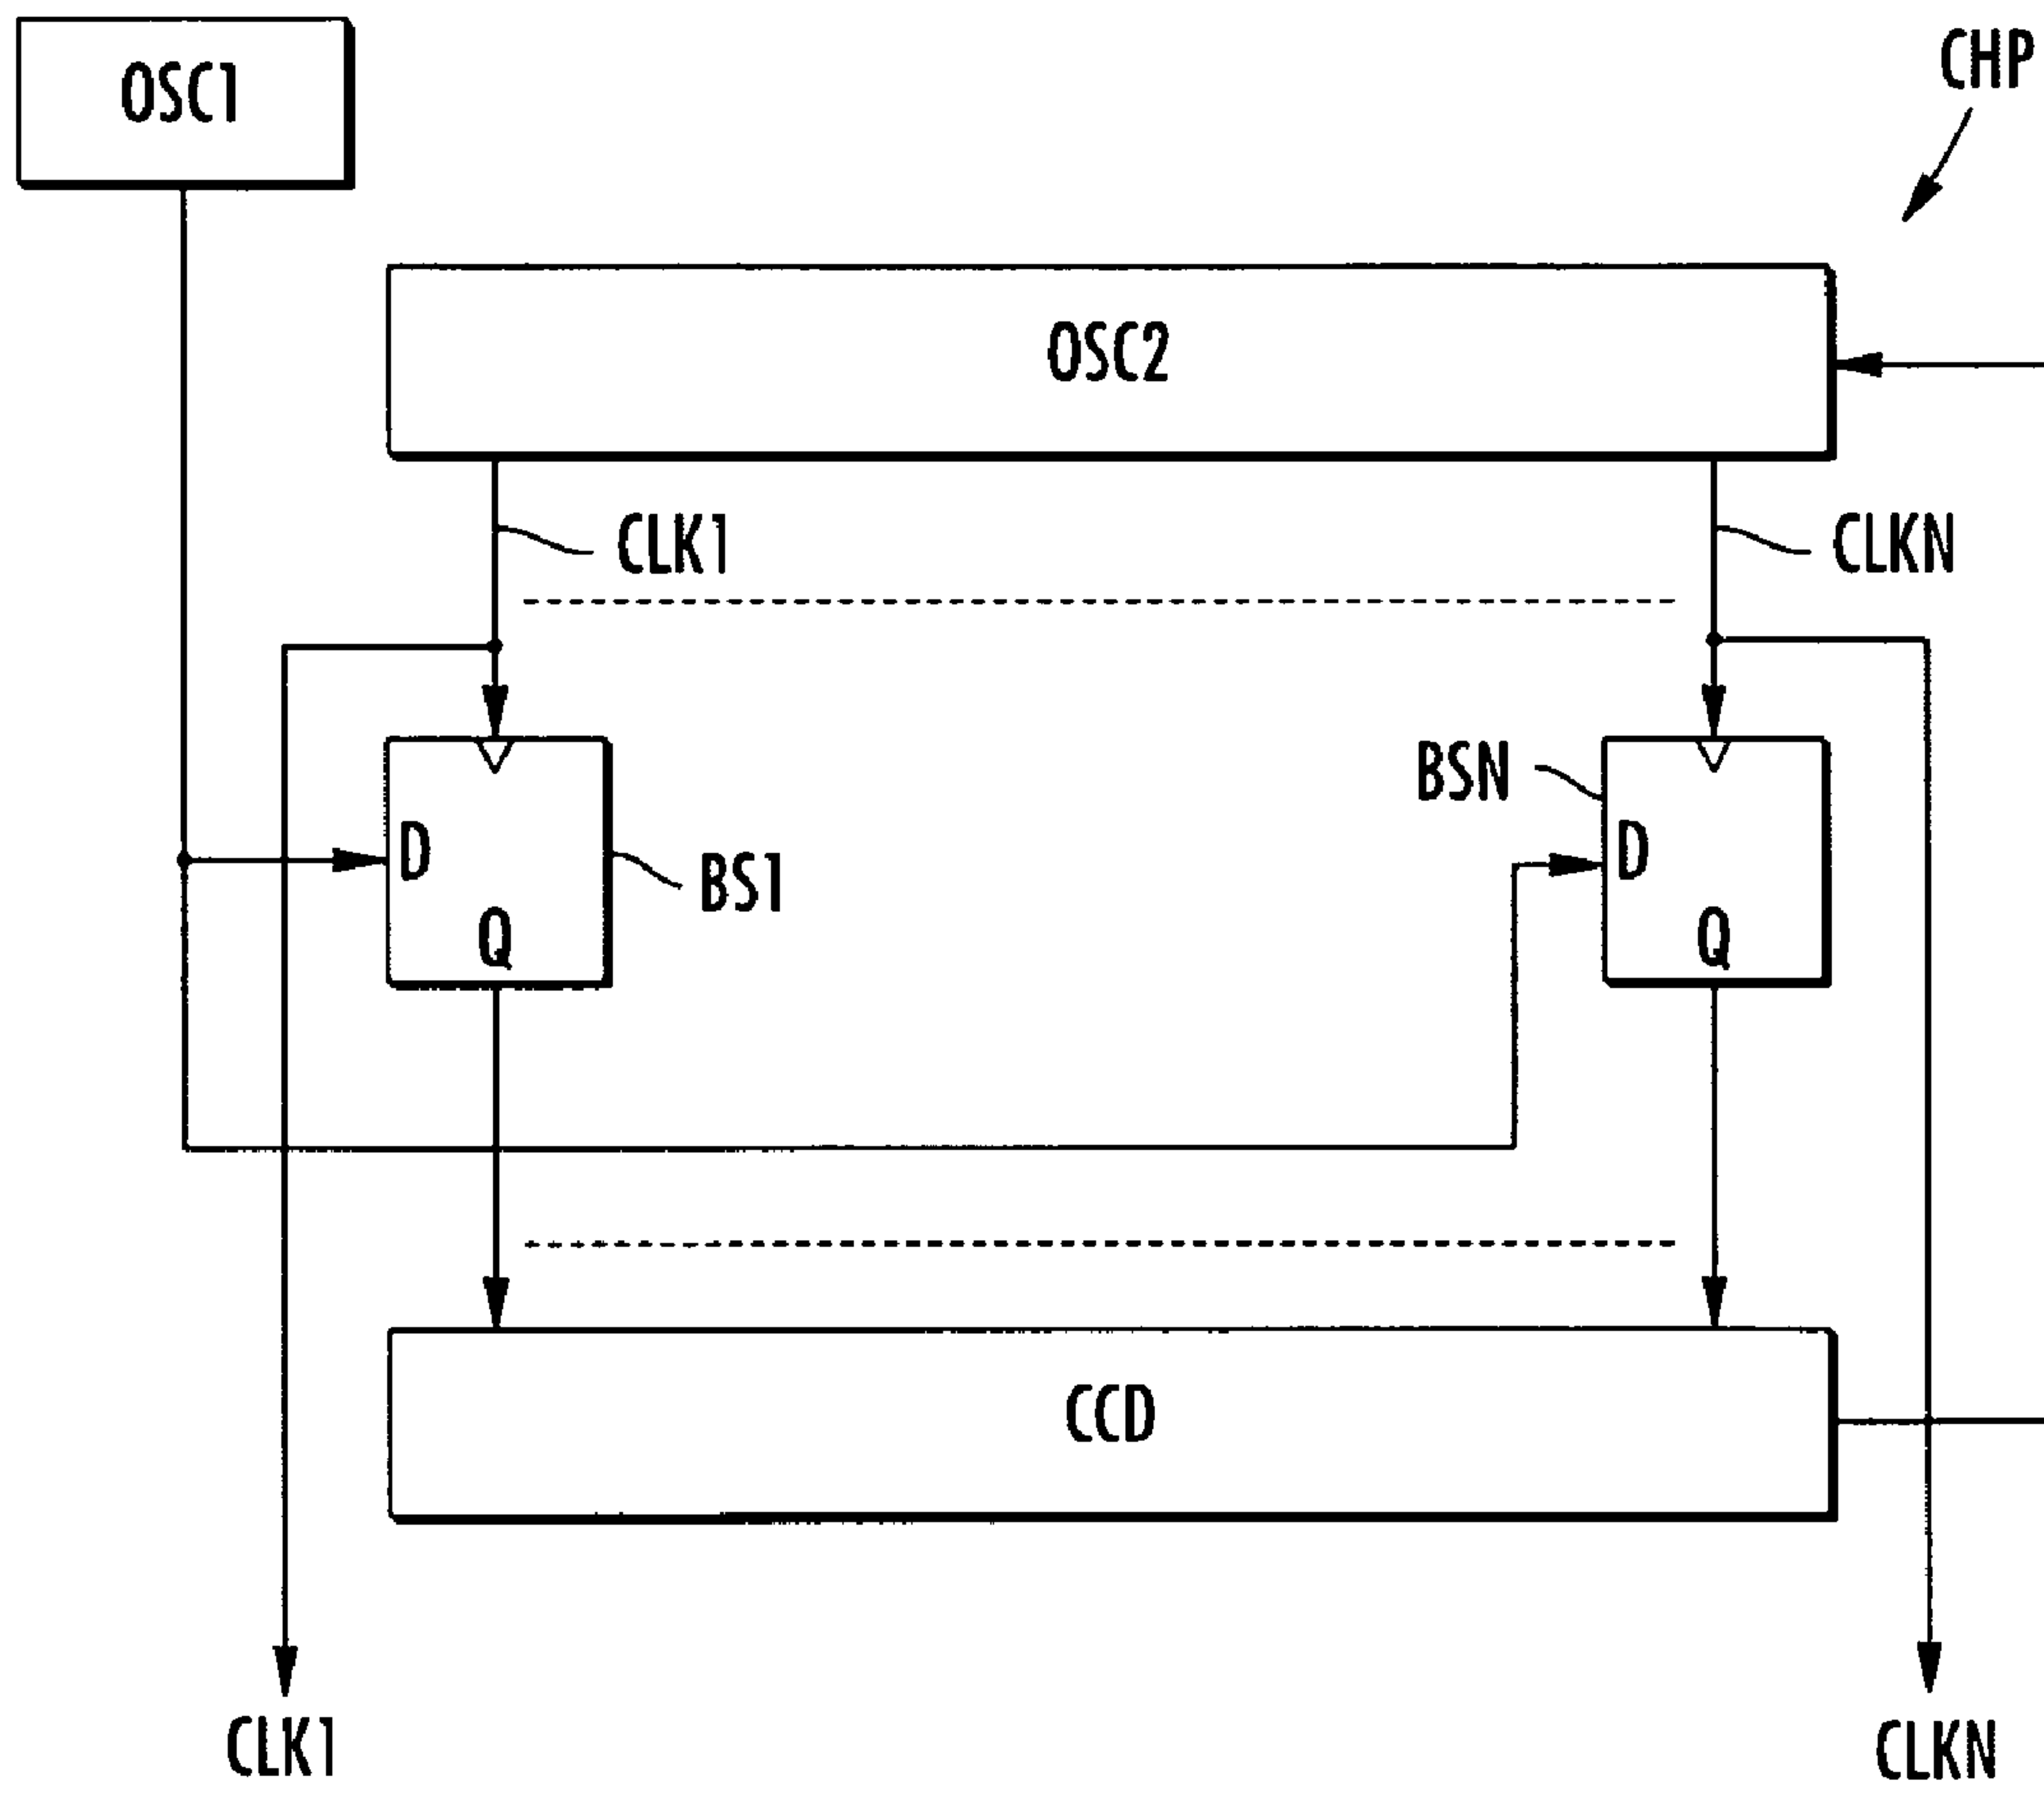 OSC1
CHP
OSC2
CLK1
CLKN
BSN
D
D
BS1
Q
Q
CCD
CLK1
CLKN